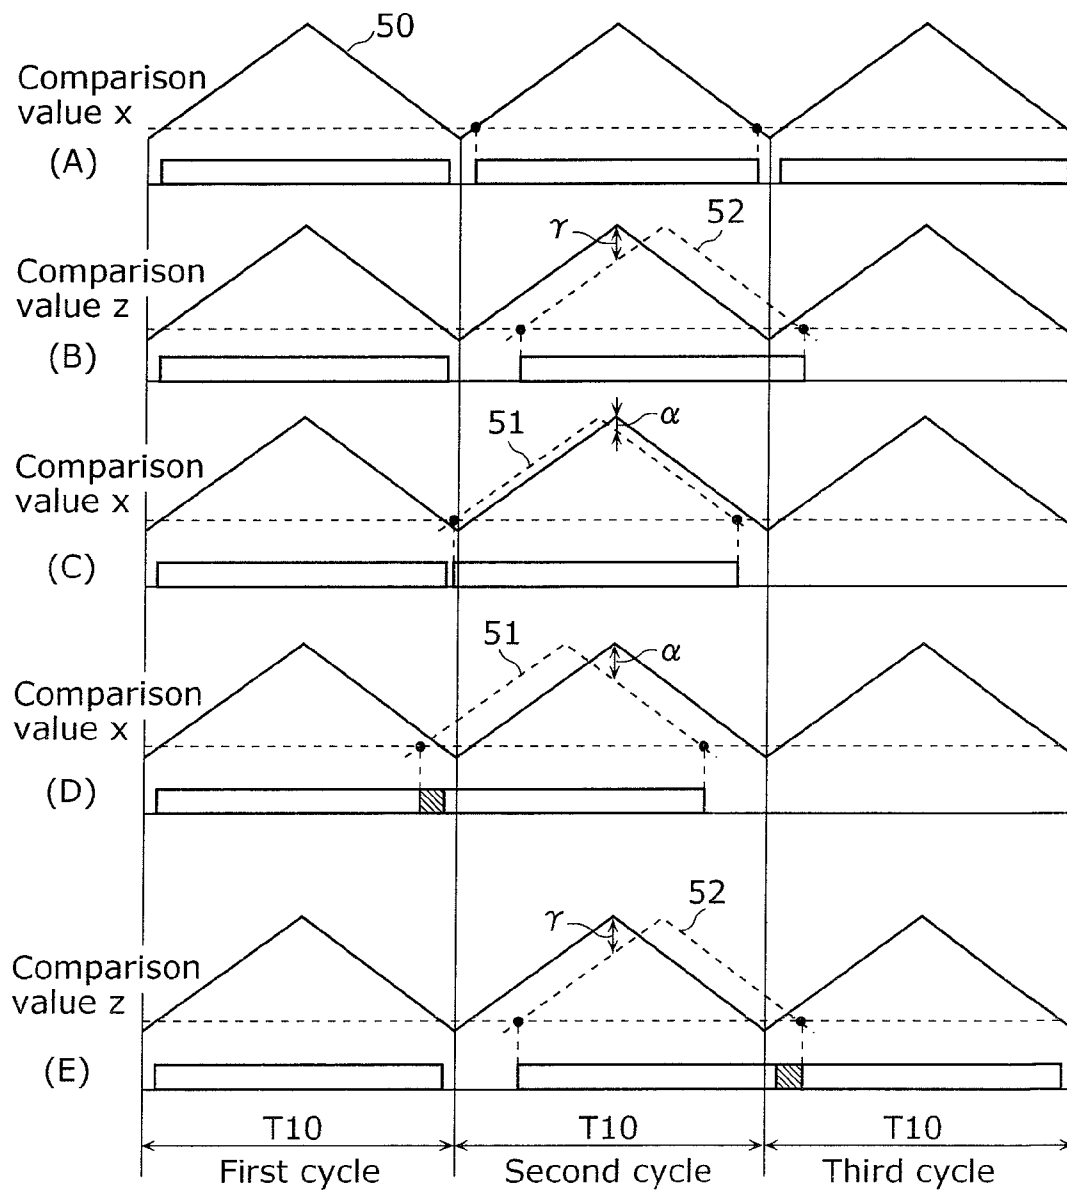 50
Comparison
value x
(A)
γ
52
Comparison
value z
(B)
51
α
Comparison
value x
(C)
51
α
Comparison
value x
(D)
γ
52
Comparison
value z
(E)
T10 T10 T10
First cycle Second cycle Third cycle